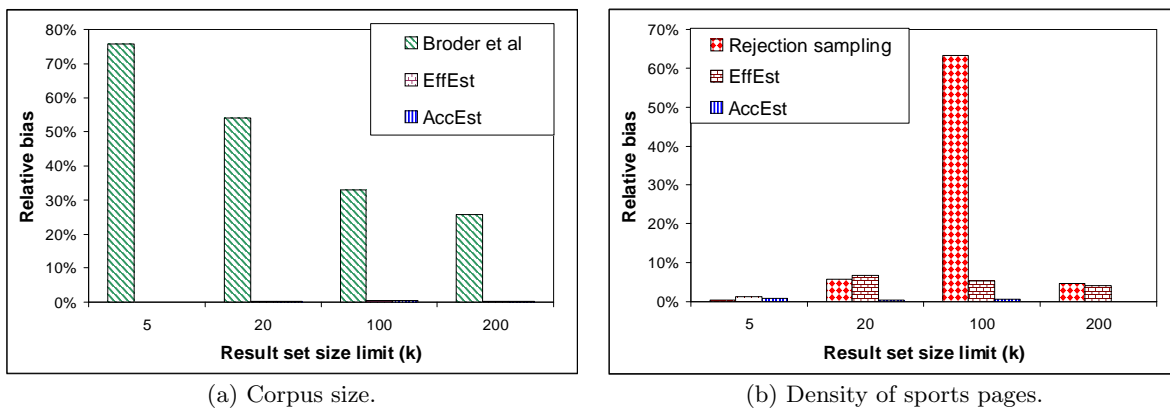 80%
70%
60%
50%
40%
30%
20%
10%
0%
Relative bias
Broder et al
EffEst
AccEst
5 20 100 200
Result set size limit (k)
(a) Corpus size.
70%
60%
50%
40%
30%
20%
10%
0%
Relative bias
Rejection sampling
EffEst
AccEst
5 20 100 200
Result set size limit (k)
(b) Density of sports pages.